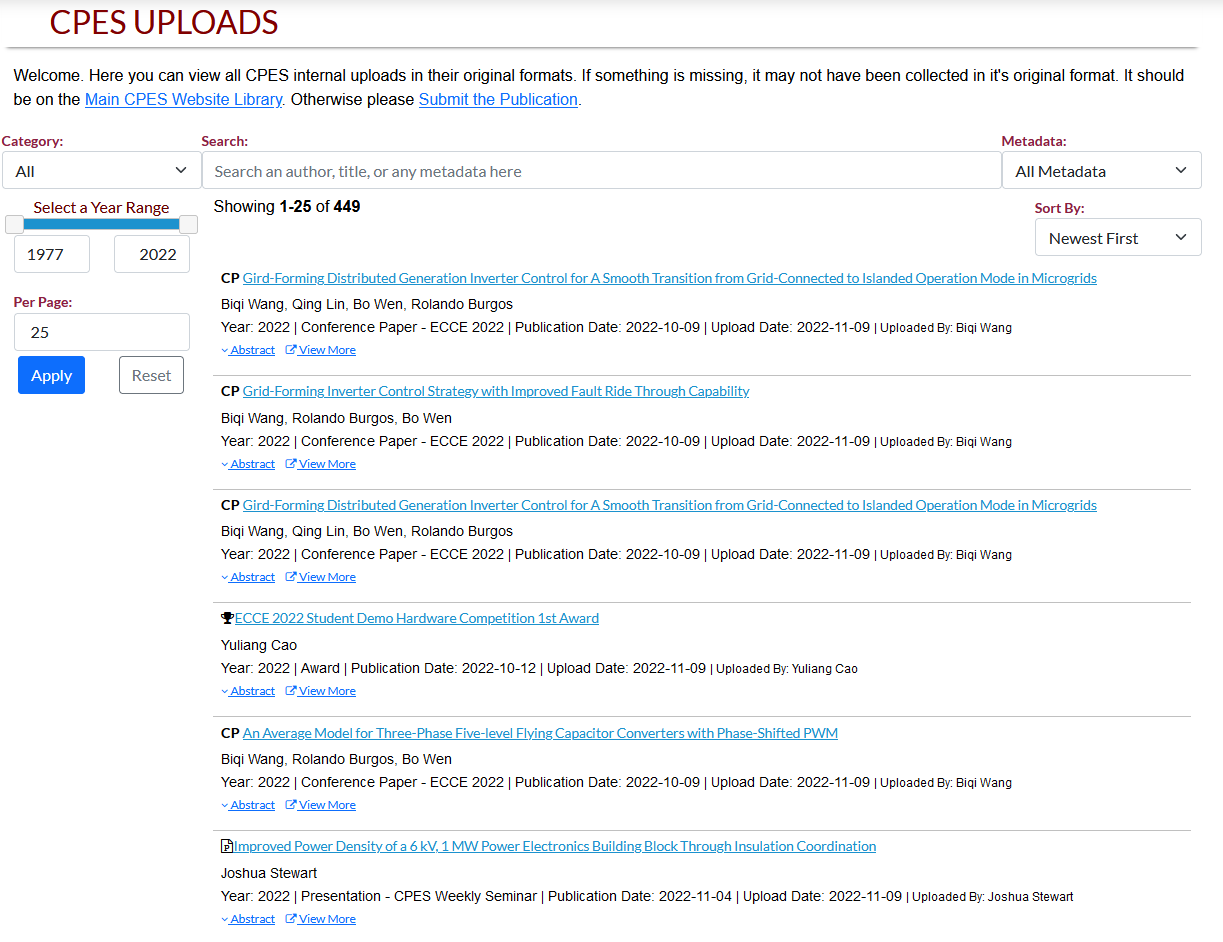 CPES UPLOADS
Welcome. Here you can view all CPES internal uploads in their original formats. If something is missing, it may not have been collected in it's original format. It should
be on the Main CPES Website Library. Otherwise please Submit the Publication.
Category: Search: Metadata:
All Search an author, title, or any metadata here All Metadata
Select a Year Range Showing 1-25 of 449 Sort By:
1977 2022 Newest First
Per Page:
25
Apply Reset
CP Gird-Forming Distributed Generation Inverter Control for A Smooth Transition from Grid-Connected to Islanded Operation Mode in Microgrids
Biqi Wang, Qing Lin, Bo Wen, Rolando Burgos
Year: 2022 | Conference Paper - ECCE 2022 | Publication Date: 2022-10-09 | Upload Date: 2022-11-09 | Uploaded By: Biqi Wang
Abstract View More
CP Grid-Forming Inverter Control Strategy with Improved Fault Ride Through Capability
Biqi Wang, Rolando Burgos, Bo Wen
Year: 2022 | Conference Paper - ECCE 2022 | Publication Date: 2022-10-09 | Upload Date: 2022-11-09 | Uploaded By: Biqi Wang
Abstract View More
CP Gird-Forming Distributed Generation Inverter Control for A Smooth Transition from Grid-Connected to Islanded Operation Mode in Microgrids
Biqi Wang, Qing Lin, Bo Wen, Rolando Burgos
Year: 2022 | Conference Paper - ECCE 2022 | Publication Date: 2022-10-09 | Upload Date: 2022-11-09 | Uploaded By: Biqi Wang
Abstract View More
ECCE 2022 Student Demo Hardware Competition 1st Award
Yuliang Cao
Year: 2022 | Award | Publication Date: 2022-10-12 | Upload Date: 2022-11-09 | Uploaded By: Yuliang Cao
Abstract View More
CP An Average Model for Three-Phase Five-level Flying Capacitor Converters with Phase-Shifted PWM
Biqi Wang, Rolando Burgos, Bo Wen
Year: 2022 | Conference Paper - ECCE 2022 | Publication Date: 2022-10-09 | Upload Date: 2022-11-09 | Uploaded By: Biqi Wang
Abstract View More
Improved Power Density of a 6 kV, 1 MW Power Electronics Building Block Through Insulation Coordination
Joshua Stewart
Year: 2022 | Presentation - CPES Weekly Seminar | Publication Date: 2022-11-04 | Upload Date: 2022-11-09 | Uploaded By: Joshua Stewart
Abstract View More